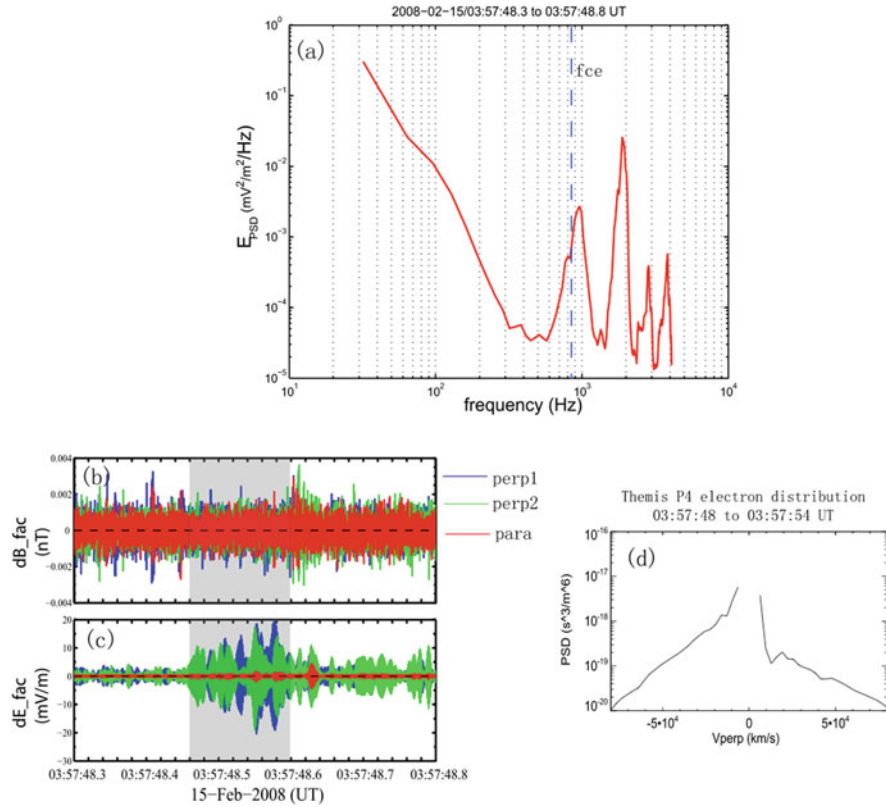 2008-02-15/03:57:48.3 to 03:57:48.8 UT
(a)
fce
10^0
10^-1
10^-2
10^-3
10^-4
10^-5
E_PSD (mV^2/m^2/Hz)
10^1 10^2 10^3 10^4
frequency (Hz)
(b)
0.004
0.002
0
-0.002
-0.004
dB_fac
(nT)
perp1
perp2
para
(c)
20
10
0
-10
-20
-30
dE_fac
(mV/m)
03:57:48.3 03:57:48.4 03:57:48.5 03:57:48.6 03:57:48.7 03:57:48.8
15-Feb-2008 (UT)
Themis P4 electron distribution
03:57:48 to 03:57:54 UT
(d)
10^-16
10^-17
10^-18
10^-19
10^-20
PSD (s^3/m^6)
-5•10^4 0 5•10^4
Vperp (km/s)